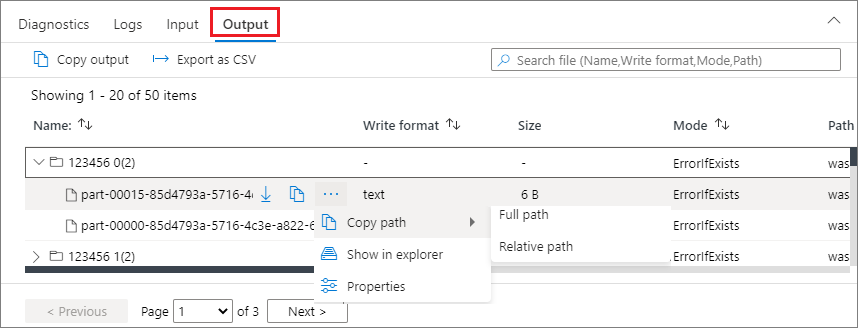 Diagnostics Logs Input Output
Copy output Export as CSV Search file (Name,Write format,Mode,Path)
Showing 1 - 20 of 50 items
Name: Write format Size Mode Path
123456 0(2) - - ErrorIfExists was
part-00015-85d4793a-5716-4 ... text 6 B ErrorIfExists was
part-00000-85d4793a-5716-4c3e-a822-6 ErrorIfExists was
Copy path Full path
Relative path
Show in explorer
123456 1(2) ErrorIfExists was
Properties
< Previous Page 1 of 3 Next >